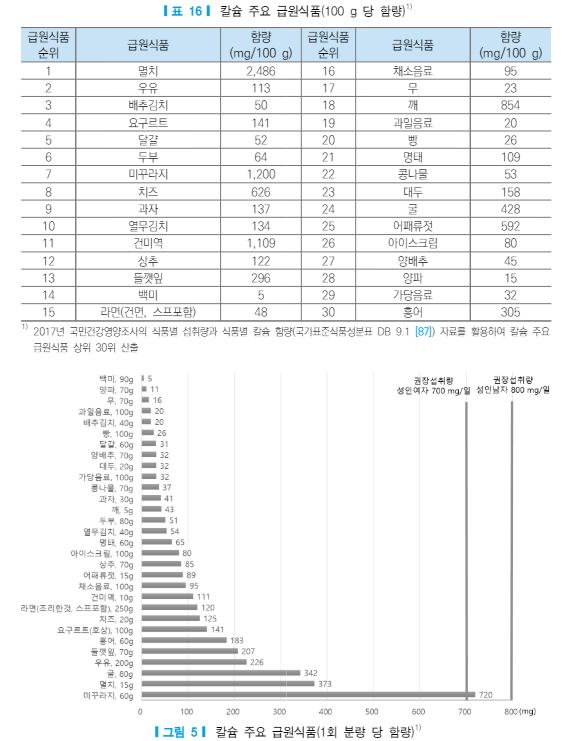 ❙ 표 16 ❙ 칼슘 주요 급원식품(100 g 당 함량)1)
급원식품 순위 급원식품 함량 (mg/100 g) 급원식품 순위 급원식품 함량 (mg/100 g)
1 멸치 2,486 16 채소음료 95
2 우유 113 17 무 23
3 배추김치 50 18 깨 854
4 요구르트 141 19 과일음료 20
5 달걀 52 20 빵 26
6 두부 64 21 명태 109
7 미꾸라지 1,200 22 콩나물 53
8 치즈 626 23 대두 158
9 과자 137 24 굴 428
10 열무김치 134 25 어패류젓 592
11 건미역 1,109 26 아이스크림 80
12 상추 122 27 양배추 45
13 들깻잎 296 28 양파 15
14 백미 5 29 가당음료 32
15 라면(건면, 스프포함) 48 30 홍어 305
1) 2017년 국민건강영양조사의 식품별 섭취량과 식품별 칼슘 함량(국가표준식품성분표 DB 9.1 [87]) 자료를 활용하여 칼슘 주요
급원식품 상위 30위 산출
권장섭취량
성인여자 700 mg/일
권장섭취량
성인남자 800 mg/일
백미, 90g 5
양파, 70g 11
무, 70g 16
과일음료, 100g 20
배추김치, 40g 20
빵, 100g 26
달걀, 60g 31
양배추, 70g 32
대두, 20g 32
가당음료, 100g 32
콩나물, 70g 37
과자, 30g 41
깨, 5g 43
두부, 80g 51
열무김치, 40g 54
명태, 60g 65
아이스크림, 100g 80
상추, 70g 85
어패류젓, 15g 89
채소음료, 100g 95
건미역, 10g 111
라면(조리한것, 스프포함), 250g 120
치즈, 20g 125
요구르트(호상), 100g 141
홍어, 60g 183
들깻잎, 70g 207
우유, 200g 226
굴, 80g 342
멸치, 15g 373
미꾸라지, 60g 720
0 100 200 300 400 500 600 700 800 (mg)
❙ 그림 5 ❙ 칼슘 주요 급원식품(1회 분량 당 함량)1)